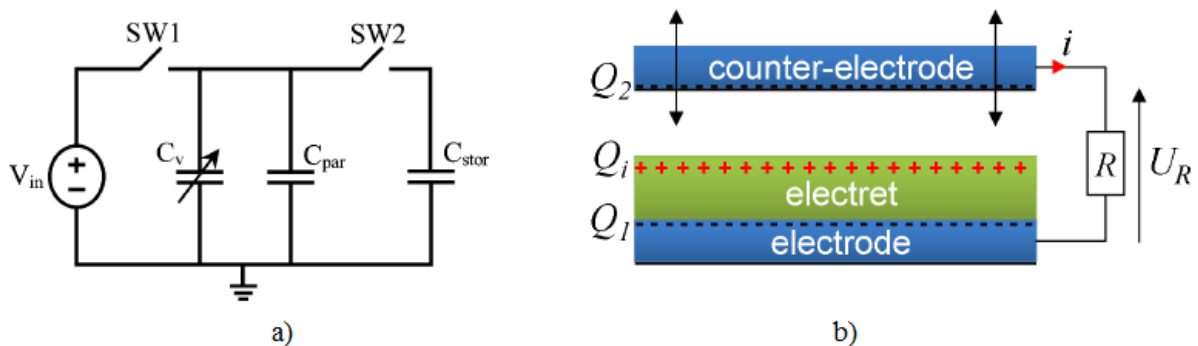 SW1
SW2
V_in
+
−
C_v
C_par
C_stor
a)
counter-electrode
Q_2
Q_i
+ + + + + + + + + + + + + + + +
electret
Q_1
electrode
i
R
U_R
b)